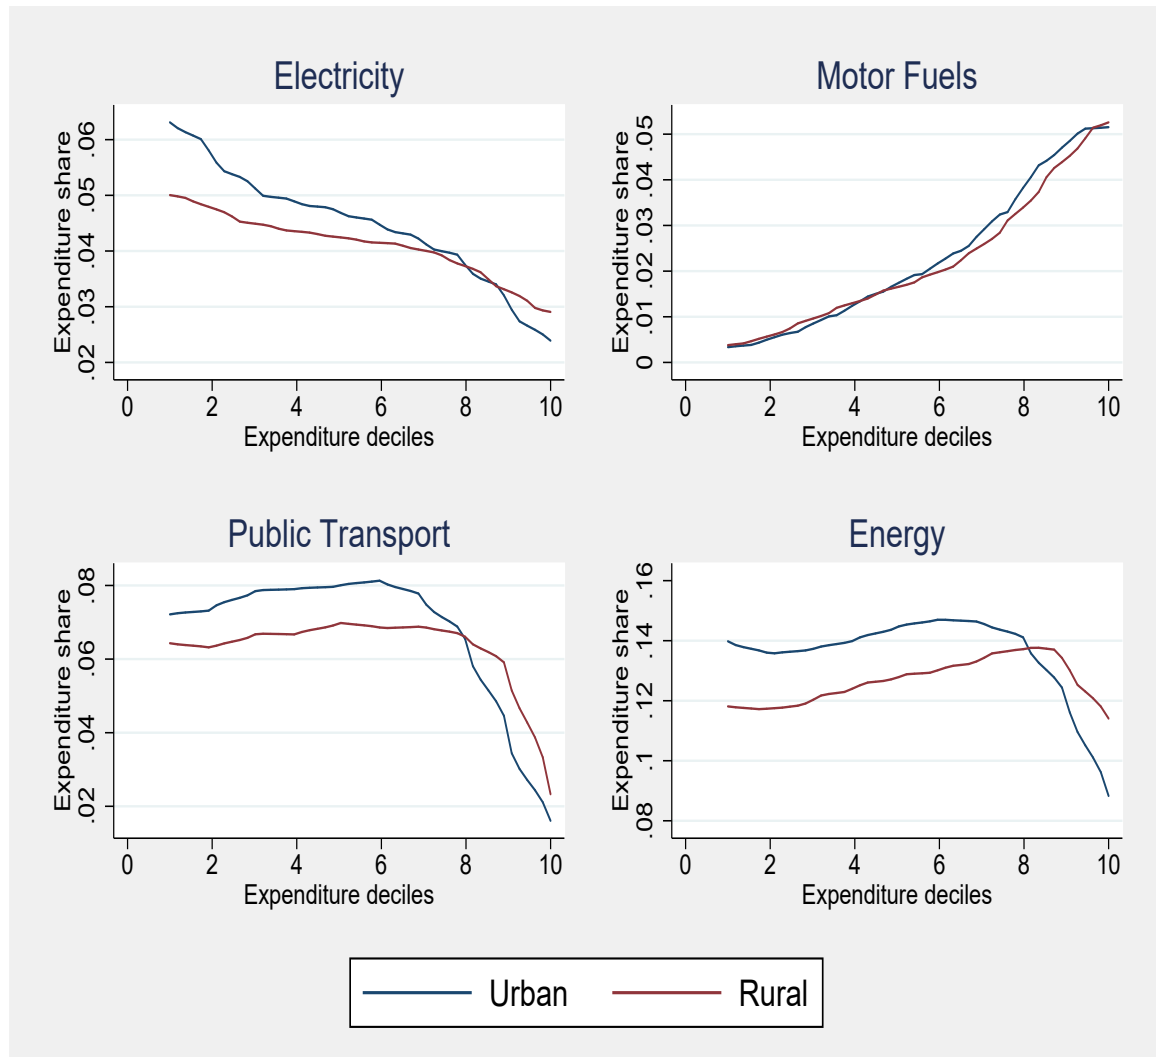 Electricity
Expenditure share
.02 .03 .04 .05 .06
0 2 4 6 8 10
Expenditure deciles
Motor Fuels
Expenditure share
0 .01 .02 .03 .04 .05
0 2 4 6 8 10
Expenditure deciles
Public Transport
Expenditure share
.02 .04 .06 .08
0 2 4 6 8 10
Expenditure deciles
Energy
Expenditure share
.08 .1 .12 .14 .16
0 2 4 6 8 10
Expenditure deciles
Urban Rural